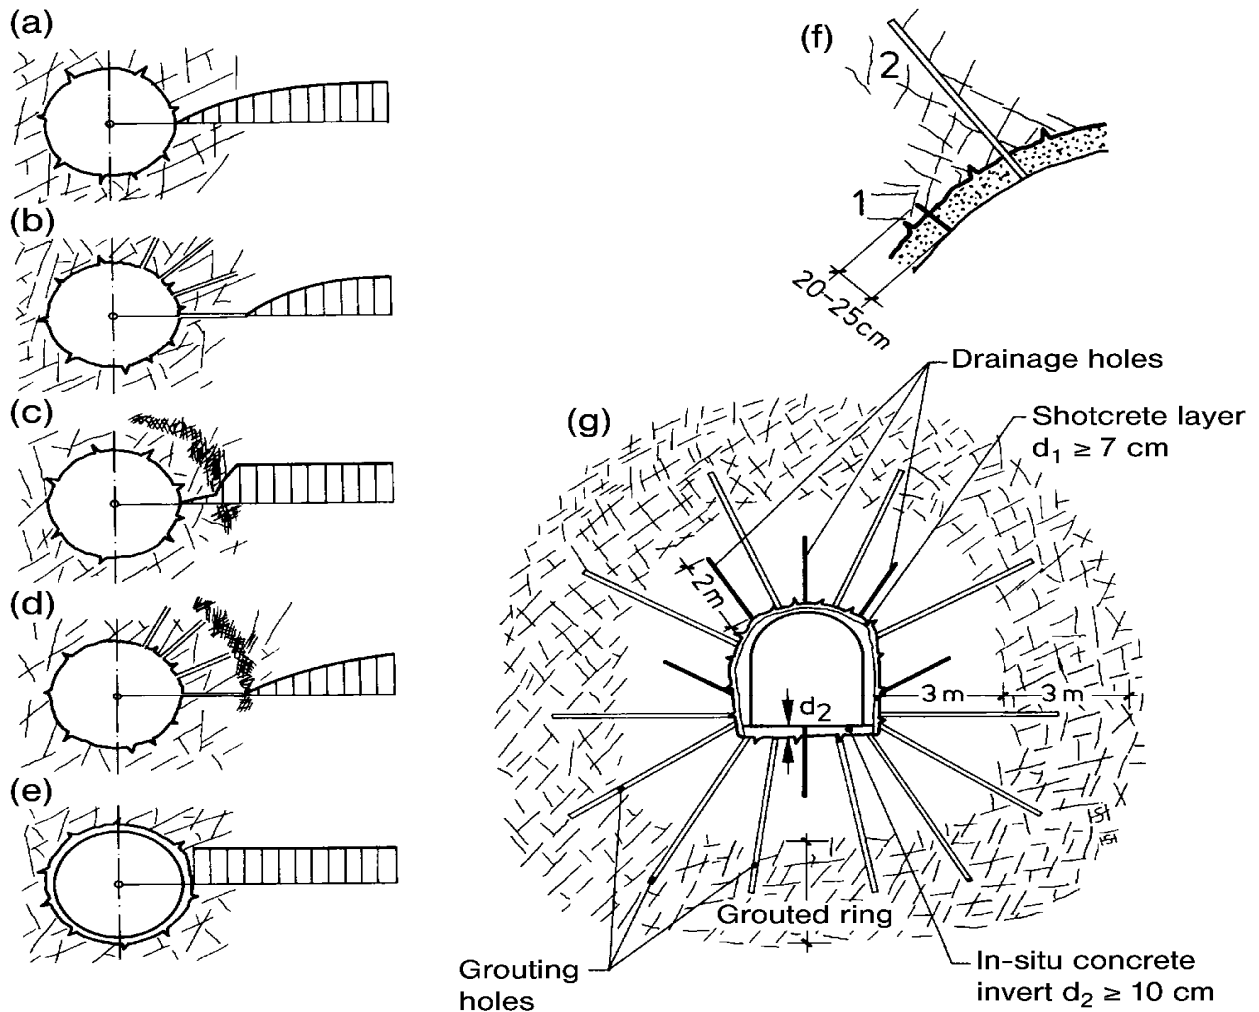 (a)
(b)
(c)
(d)
(e)
(f)
2
1
20-25cm
(g)
Drainage holes
Shotcrete layer
d₁ ≥ 7 cm
2m
3 m
3 m
d₂
Grouted ring
Grouting
holes
In-situ concrete
invert d₂ ≥ 10 cm